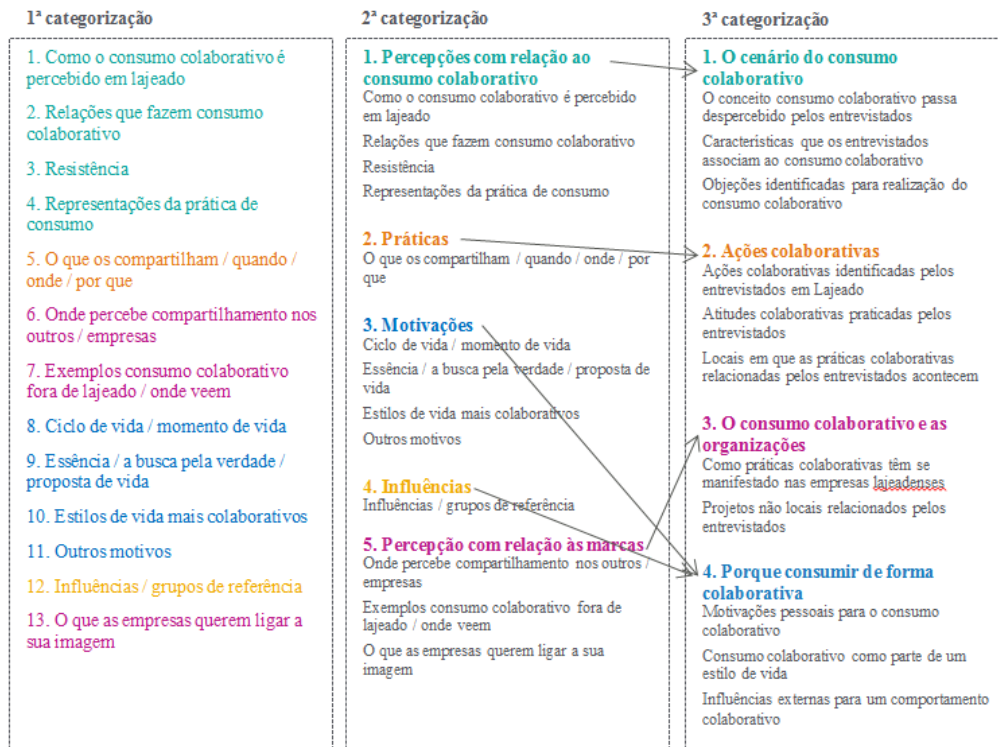 1ª categorização
1. Como o consumo colaborativo é
percebido em lajeado
2. Relações que fazem consumo
colaborativo
3. Resistência
4. Representações da prática de
consumo
5. O que os compartilham / quando /
onde / por que
6. Onde percebe compartilhamento nos
outros / empresas
7. Exemplos consumo colaborativo
fora de lajeado / onde veem
8. Ciclo de vida / momento de vida
9. Essência / a busca pela verdade /
proposta de vida
10. Estilos de vida mais colaborativos
11. Outros motivos
12. Influências / grupos de referência
13. O que as empresas querem ligar a
sua imagem
2ª categorização
1. Percepções com relação ao
consumo colaborativo
Como o consumo colaborativo é percebido
em lajeado
Relações que fazem consumo colaborativo
Resistência
Representações da prática de consumo
2. Práticas
O que os compartilham / quando / onde / por
que
3. Motivações
Ciclo de vida / momento de vida
Essência / a busca pela verdade / proposta de
vida
Estilos de vida mais colaborativos
Outros motivos
4. Influências
Influências / grupos de referência
5. Percepção com relação às marcas
Onde percebe compartilhamento nos outros /
empresas
Exemplos consumo colaborativo fora de
lajeado / onde veem
O que as empresas querem ligar a sua
imagem
3ª categorização
1. O cenário do consumo
colaborativo
O conceito consumo colaborativo passa
despercebido pelos entrevistados
Características que os entrevistados
associam ao consumo colaborativo
Objeções identificadas para realização do
consumo colaborativo
2. Ações colaborativas
Ações colaborativas identificadas pelos
entrevistados em Lajeado
Atitudes colaborativas praticadas pelos
entrevistados
Locais em que as práticas colaborativas
relacionadas pelos entrevistados acontecem
3. O consumo colaborativo e as
organizações
Como práticas colaborativas têm se
manifestado nas empresas lajeadenses
Projetos não locais relacionados pelos
entrevistados
4. Porque consumir de forma
colaborativa
Motivações pessoais para o consumo
colaborativo
Consumo colaborativo como parte de um
estilo de vida
Influências externas para um comportamento
colaborativo